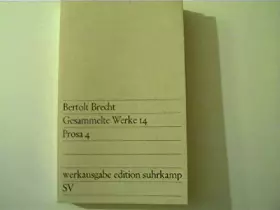 Bertolt Brecht
Gesammelte Werke 14
Prosa 4
werkausgabe edition suhrkamp
SV